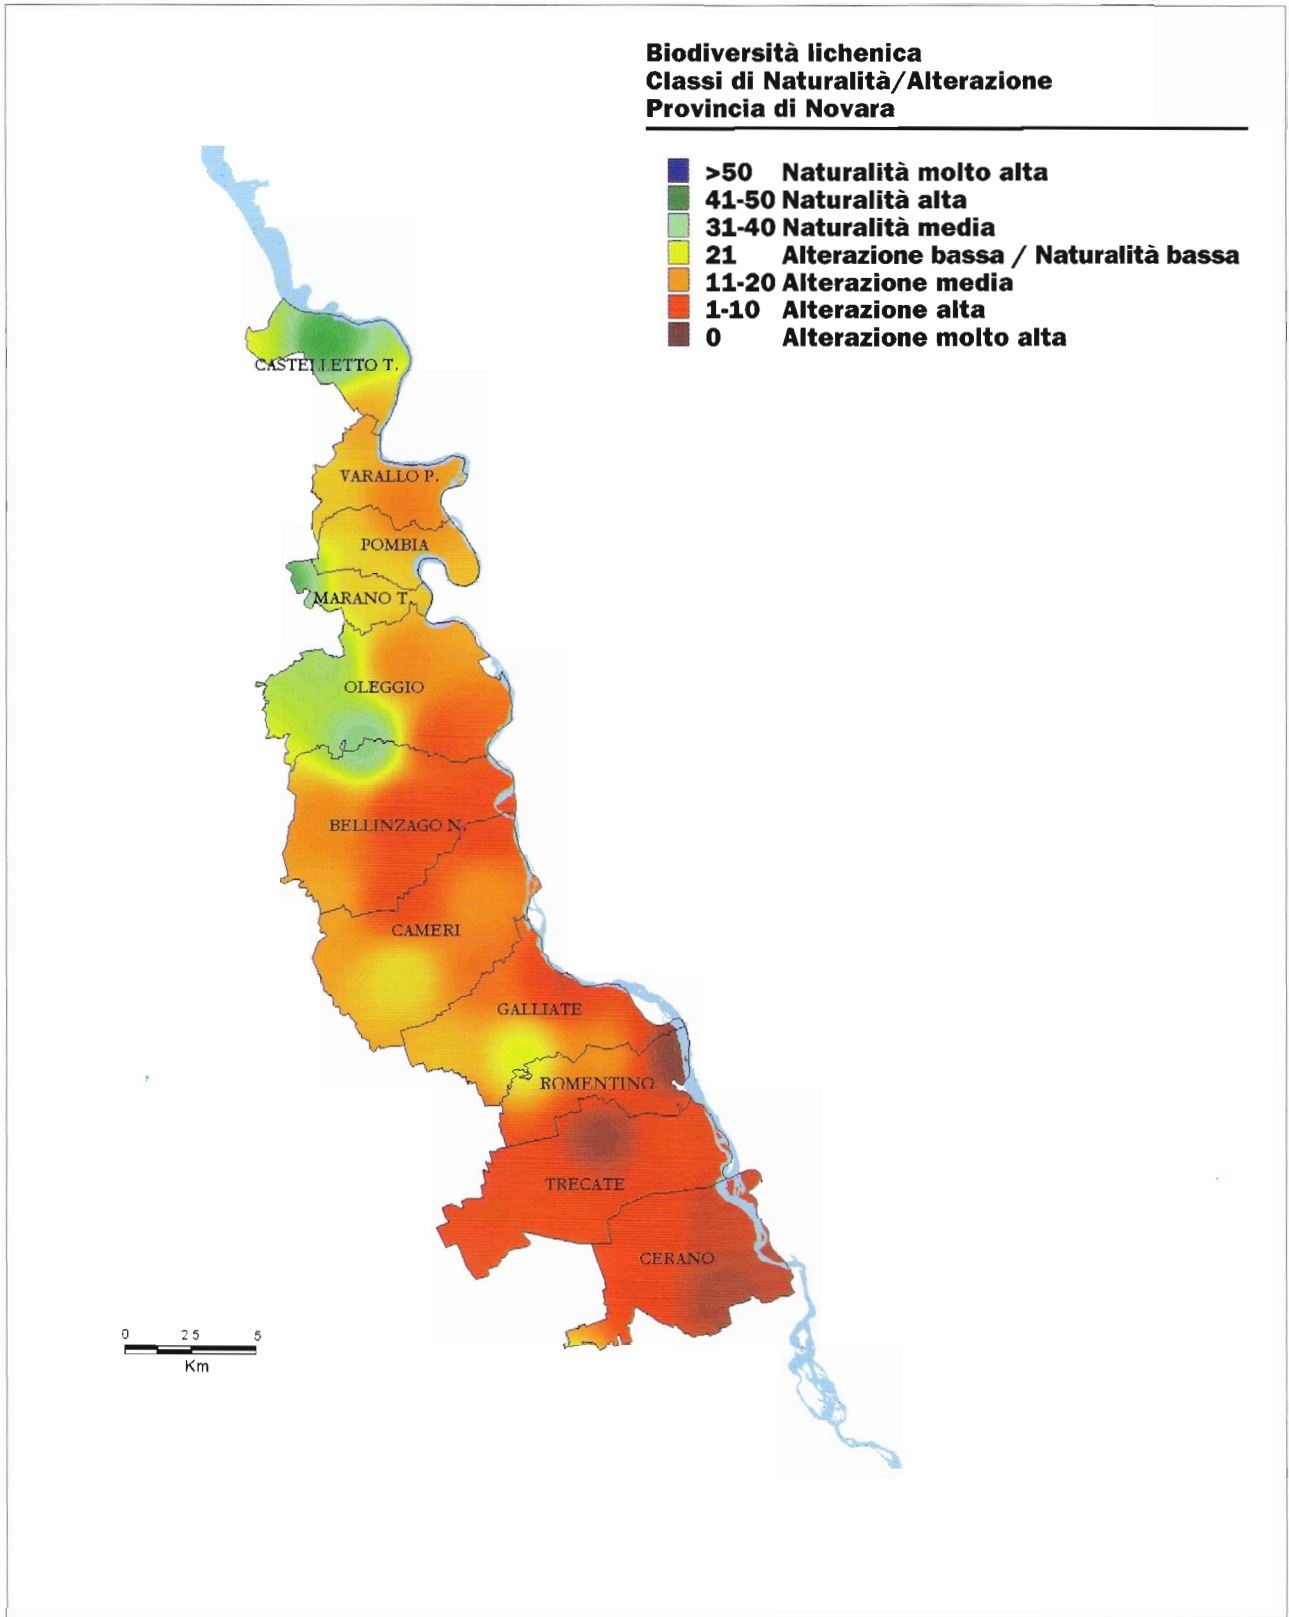 Biodiversità lichenica
Classi di Naturalità/Alterazione
Provincia di Novara
>50 Naturalità molto alta
41-50 Naturalità alta
31-40 Naturalità media
21 Alterazione bassa / Naturalità bassa
11-20 Alterazione media
1-10 Alterazione alta
0 Alterazione molto alta
CASTELLETTO T.
VARALLO P.
POMBIA
MARANO T.
OLEGGIO
BELLINZAGO N.
CAMERI
GALLIATE
ROMENTINO
TRECATE
CERANO
0 2 5 5
Km